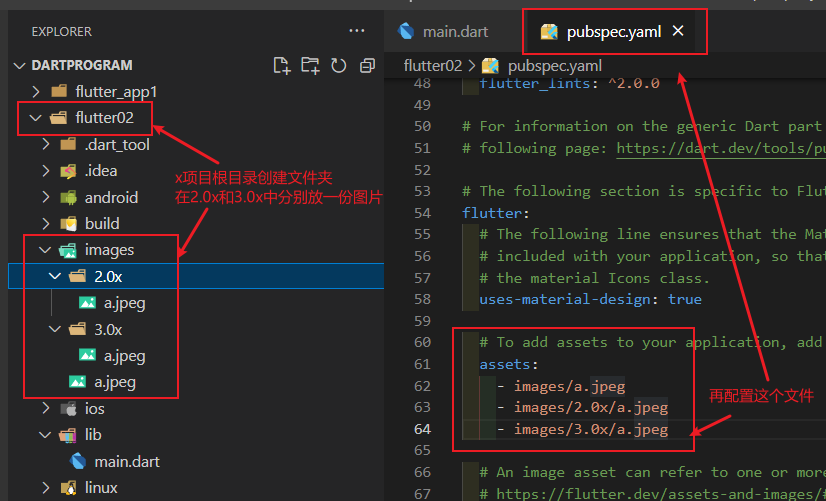 EXPLORER
···
DARTPROGRAM
flutter_app1
flutter02
.dart_tool
.idea
android
build
images
2.0x
a.jpeg
3.0x
a.jpeg
a.jpeg
ios
lib
main.dart
linux
x项目根目录创建文件夹
在2.0x和3.0x中分别放一份图片
main.dart
pubspec.yaml
flutter02 > pubspec.yaml
48 flutter_lints: ^2.0.0
49
50 # For information on the generic Dart part
51 # following page: https://dart.dev/tools/pu
52
53 # The following section is specific to Flut
54 flutter:
55 # The following line ensures that the Mat
56 # included with your application, so that
57 # the material Icons class.
58 uses-material-design: true
59
60 # To add assets to your application, add
61 assets:
62 - images/a.jpeg
63 - images/2.0x/a.jpeg
64 - images/3.0x/a.jpeg
65
66 # An image asset can refer to one or more
67 # https://flutter.dev/assets-and-images/#
再配置这个文件